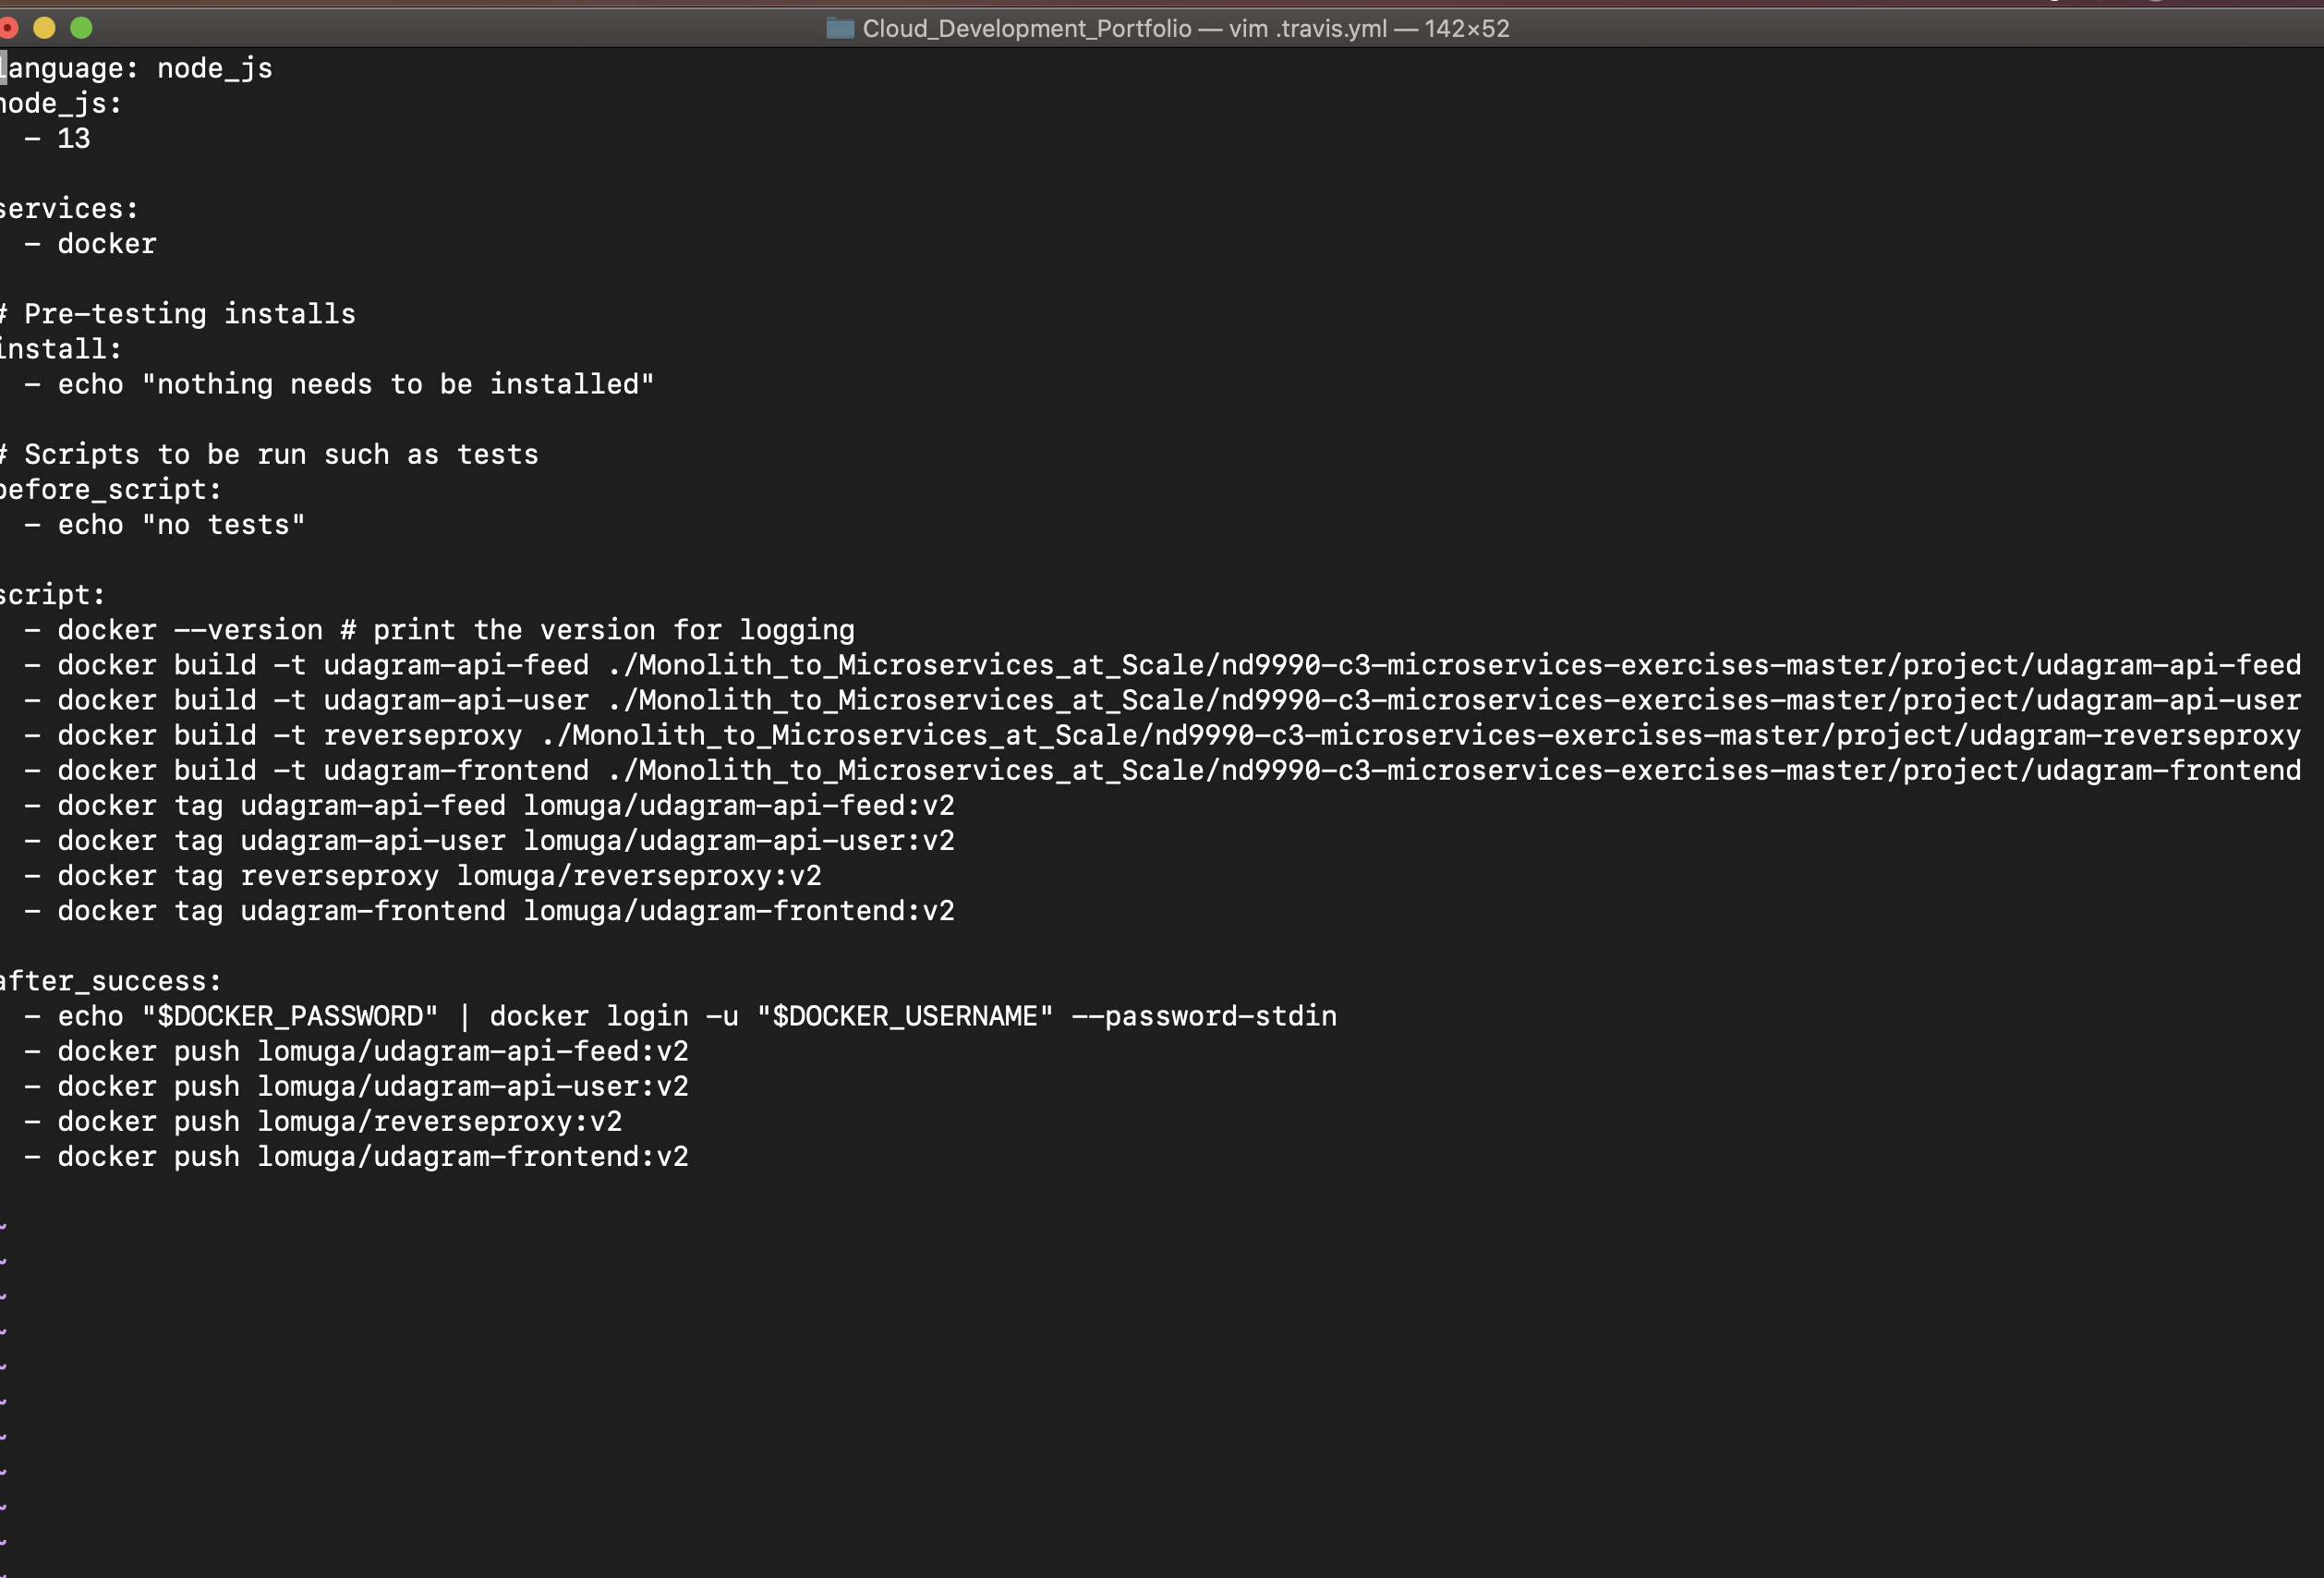 Cloud_Development_Portfolio — vim .travis.yml — 142×52
language: node_js
node_js:
  - 13
services:
  - docker
# Pre-testing installs
install:
  - echo "nothing needs to be installed"
# Scripts to be run such as tests
before_script:
  - echo "no tests"
script:
  - docker --version # print the version for logging
  - docker build -t udagram-api-feed ./Monolith_to_Microservices_at_Scale/nd9990-c3-microservices-exercises-master/project/udagram-api-feed
  - docker build -t udagram-api-user ./Monolith_to_Microservices_at_Scale/nd9990-c3-microservices-exercises-master/project/udagram-api-user
  - docker build -t reverseproxy ./Monolith_to_Microservices_at_Scale/nd9990-c3-microservices-exercises-master/project/udagram-reverseproxy
  - docker build -t udagram-frontend ./Monolith_to_Microservices_at_Scale/nd9990-c3-microservices-exercises-master/project/udagram-frontend
  - docker tag udagram-api-feed lomuga/udagram-api-feed:v2
  - docker tag udagram-api-user lomuga/udagram-api-user:v2
  - docker tag reverseproxy lomuga/reverseproxy:v2
  - docker tag udagram-frontend lomuga/udagram-frontend:v2
after_success:
  - echo "$DOCKER_PASSWORD" | docker login -u "$DOCKER_USERNAME" --password-stdin
  - docker push lomuga/udagram-api-feed:v2
  - docker push lomuga/udagram-api-user:v2
  - docker push lomuga/reverseproxy:v2
  - docker push lomuga/udagram-frontend:v2
~
~
~
~
~
~
~
~
~
~
~